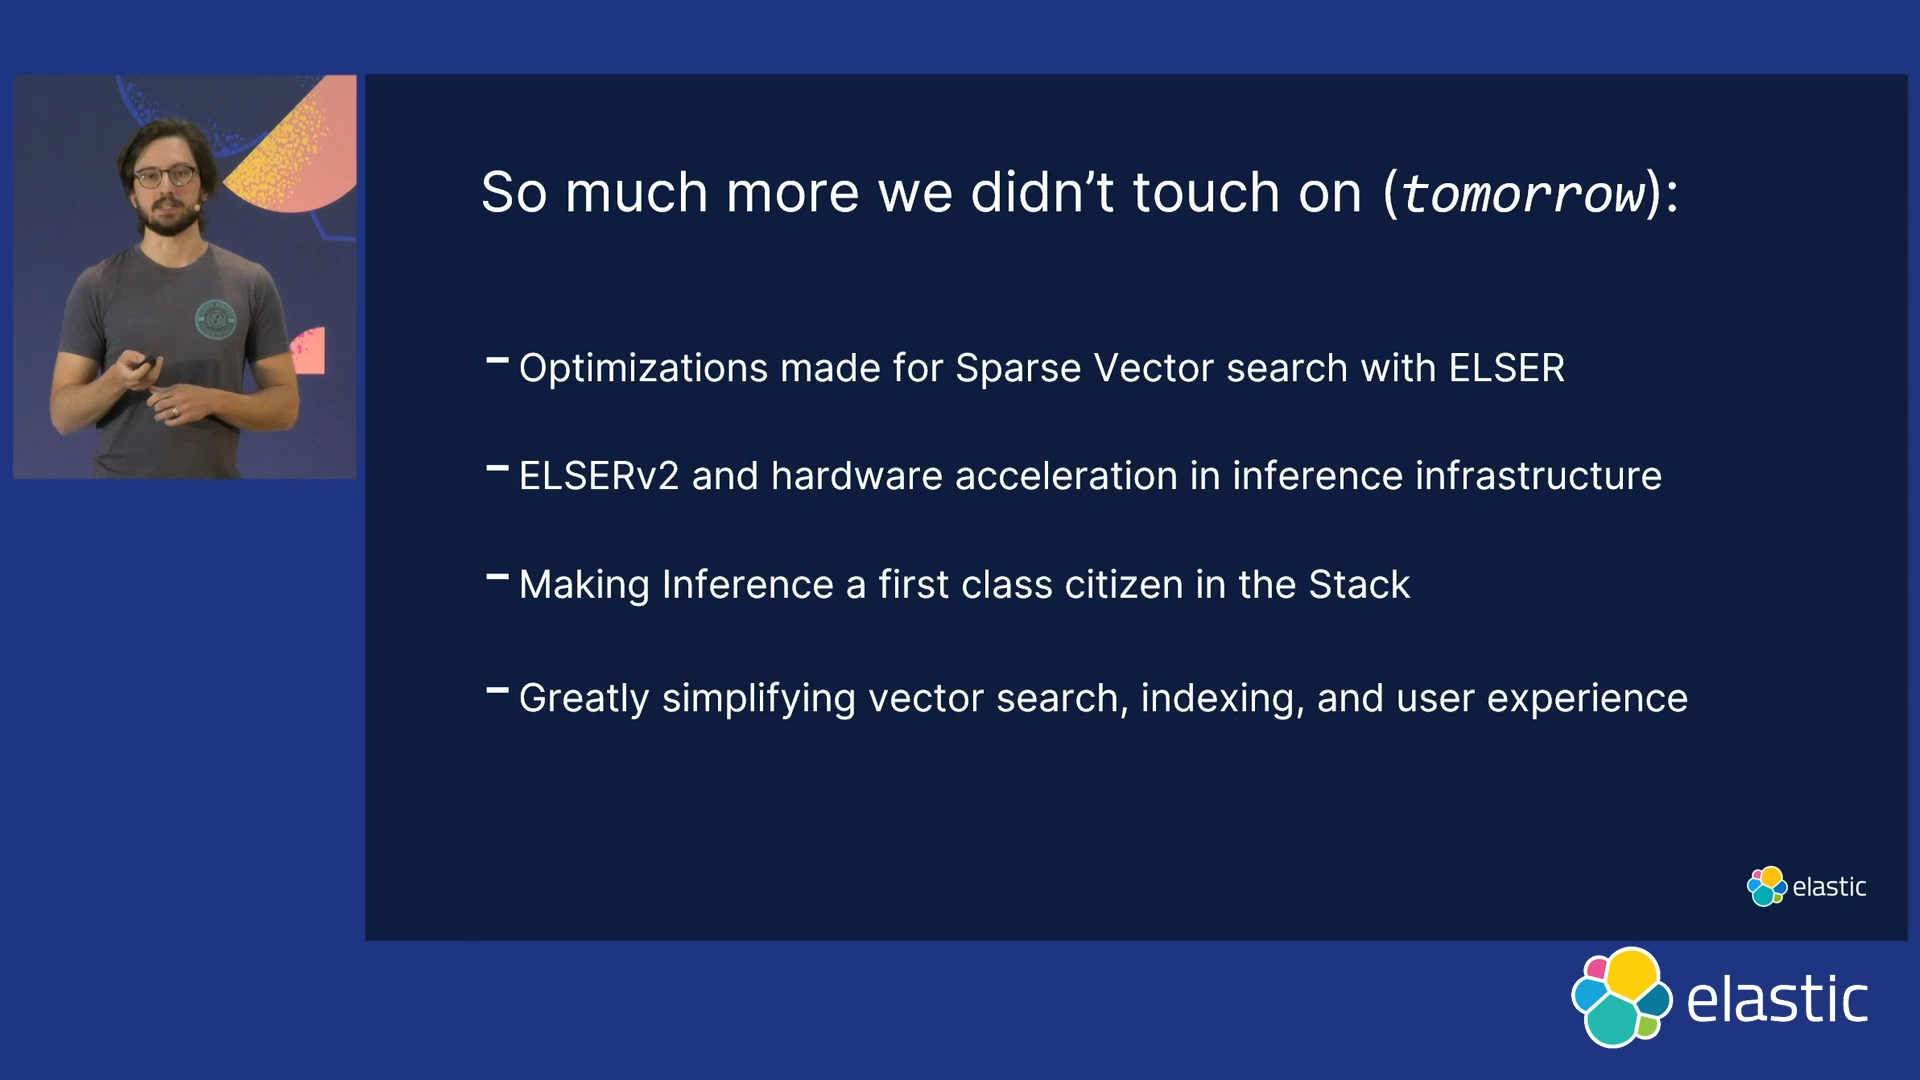 So much more we didn’t touch on (tomorrow):
– Optimizations made for Sparse Vector search with ELSER
– ELSERv2 and hardware acceleration in inference infrastructure
– Making Inference a first class citizen in the Stack
– Greatly simplifying vector search, indexing, and user experience
elastic
elastic